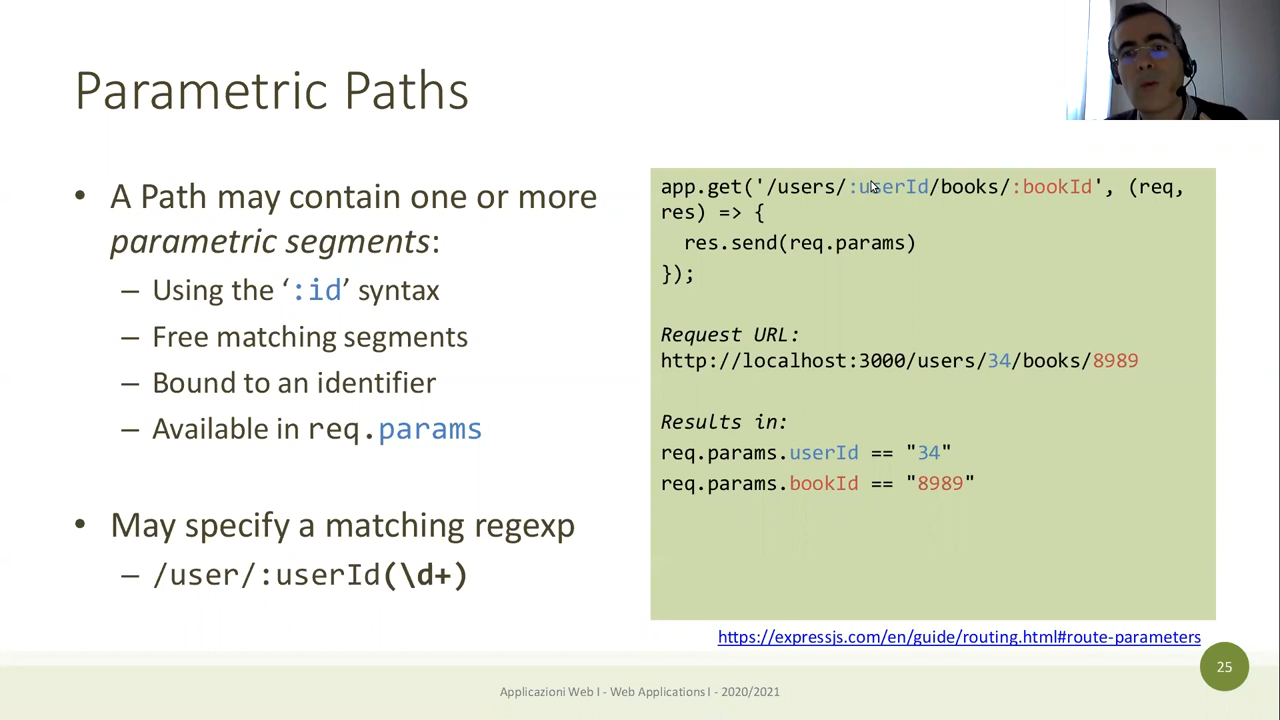 Parametric Paths
• A Path may contain one or more
parametric segments:
– Using the ‘:id’ syntax
– Free matching segments
– Bound to an identifier
– Available in req.params
• May specify a matching regexp
– /user/:userId(\d+)
app.get('/users/:userId/books/:bookId', (req,
res) => {
res.send(req.params)
});
Request URL:
http://localhost:3000/users/34/books/8989
Results in:
req.params.userId == "34"
req.params.bookId == "8989"
https://expressjs.com/en/guide/routing.html#route-parameters
25
Applicazioni Web I - Web Applications I - 2020/2021